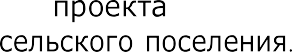 проекта
сельского поселения.